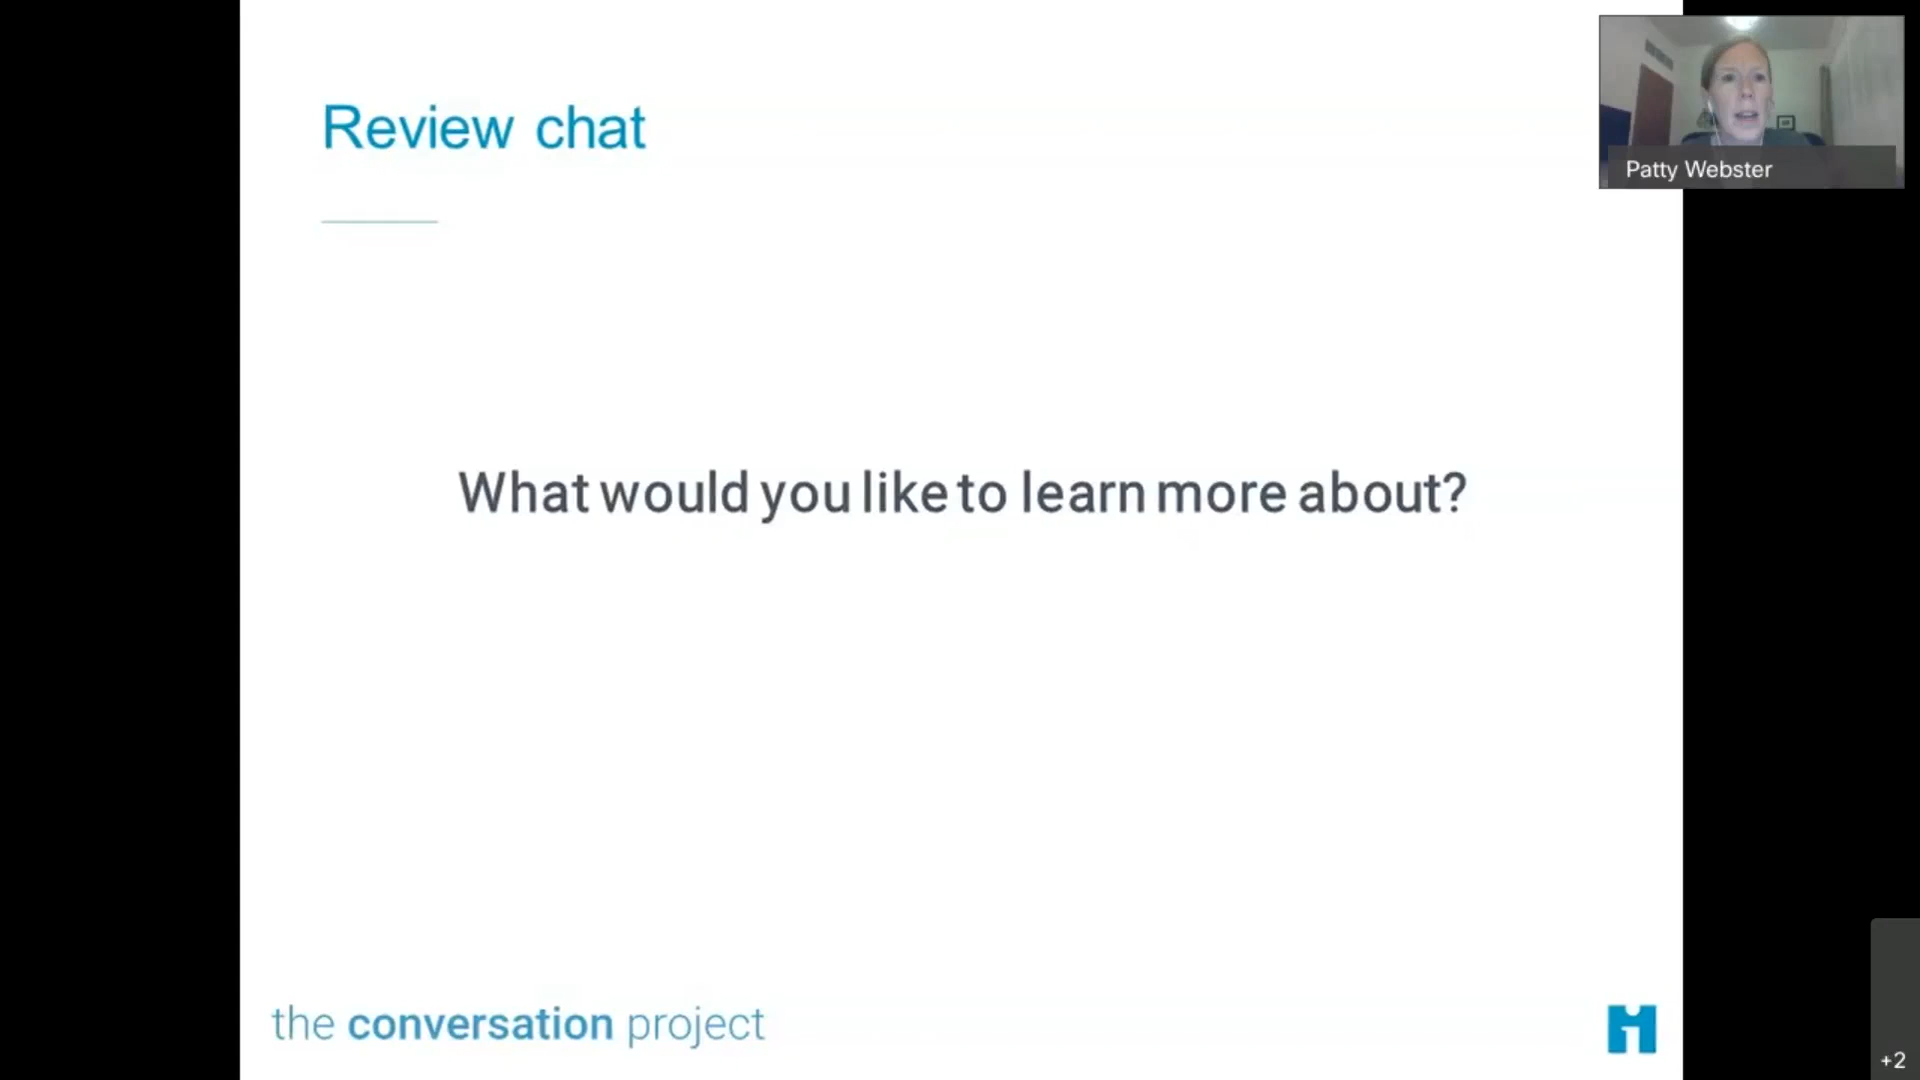 Review chat
Patty Webster
What would you like to learn more about?
the conversation project
+2